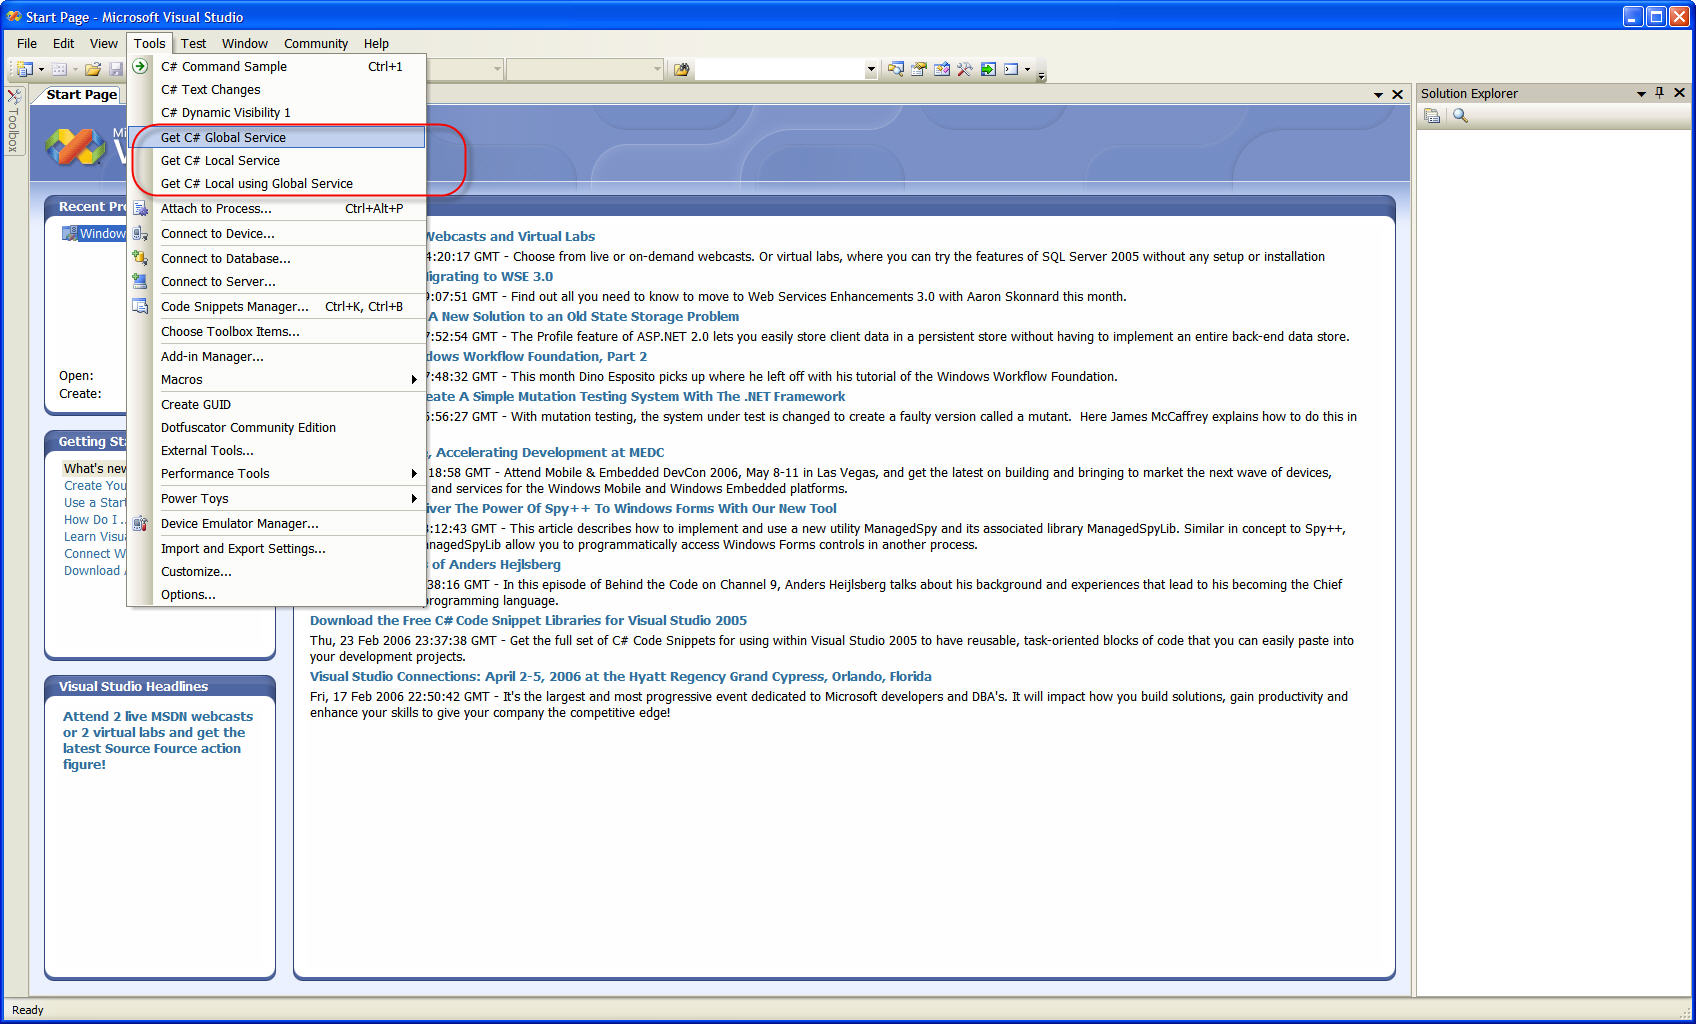 Start Page - Microsoft Visual Studio
File Edit View Tools Test Window Community Help
C# Command Sample Ctrl+1
C# Text Changes
C# Dynamic Visibility 1
Get C# Global Service
Get C# Local Service
Get C# Local using Global Service
Attach to Process... Ctrl+Alt+P
Connect to Device...
Connect to Database...
Connect to Server...
Code Snippets Manager... Ctrl+K, Ctrl+B
Choose Toolbox Items...
Add-in Manager...
Macros
Create GUID
Dotfuscator Community Edition
External Tools...
Performance Tools
Power Toys
Device Emulator Manager...
Import and Export Settings...
Customize...
Options...
Toolbox
Start Page
Mi
V
Recent Pr
Window
Open:
Create:
Getting Sta
What's new
Create You
Use a Start
How Do I ..
Learn Visua
Connect W
Download
Visual Studio Headlines
Attend 2 live MSDN webcasts
or 2 virtual labs and get the
latest Source Fource action
figure!
Webcasts and Virtual Labs
4:20:17 GMT - Choose from live or on-demand webcasts. Or virtual labs, where you can try the features of SQL Server 2005 without any setup or installation
igrating to WSE 3.0
9:07:51 GMT - Find out all you need to know to move to Web Services Enhancements 3.0 with Aaron Skonnard this month.
A New Solution to an Old State Storage Problem
7:52:54 GMT - The Profile feature of ASP.NET 2.0 lets you easily store client data in a persistent store without having to implement an entire back-end data store.
dows Workflow Foundation, Part 2
7:48:32 GMT - This month Dino Esposito picks up where he left off with his tutorial of the Windows Workflow Foundation.
eate A Simple Mutation Testing System With The .NET Framework
5:56:27 GMT - With mutation testing, the system under test is changed to create a faulty version called a mutant. Here James McCaffrey explains how to do this in
, Accelerating Development at MEDC
:18:58 GMT - Attend Mobile & Embedded DevCon 2006, May 8-11 in Las Vegas, and get the latest on building and bringing to market the next wave of devices,
and services for the Windows Mobile and Windows Embedded platforms.
iver The Power Of Spy++ To Windows Forms With Our New Tool
:12:43 GMT - This article describes how to implement and use a new utility ManagedSpy and its associated library ManagedSpyLib. Similar in concept to Spy++,
nagedSpyLib allow you to programmatically access Windows Forms controls in another process.
s of Anders Hejlsberg
:38:16 GMT - In this episode of Behind the Code on Channel 9, Anders Heijlsberg talks about his background and experiences that lead to his becoming the Chief
programming language.
Download the Free C# Code Snippet Libraries for Visual Studio 2005
Thu, 23 Feb 2006 23:37:38 GMT - Get the full set of C# Code Snippets for using within Visual Studio 2005 to have reusable, task-oriented blocks of code that you can easily paste into
your development projects.
Visual Studio Connections: April 2-5, 2006 at the Hyatt Regency Grand Cypress, Orlando, Florida
Fri, 17 Feb 2006 22:50:42 GMT - It's the largest and most progressive event dedicated to Microsoft developers and DBA's. It will impact how you build solutions, gain productivity and
enhance your skills to give your company the competitive edge!
Solution Explorer
Ready